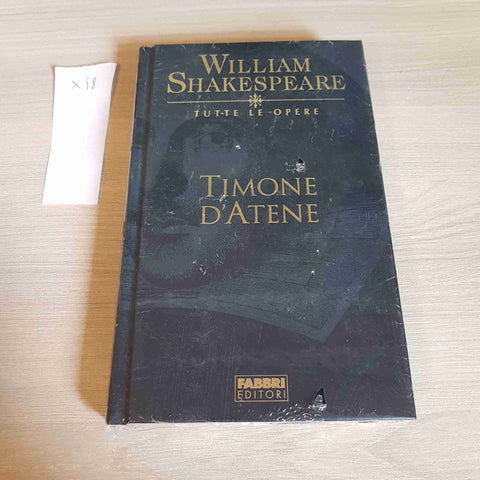 x 58
WILLIAM
SHAKESPEARE
TUTTE LE OPERE
TIMONE
D'ATENE
FABBRI
EDITORI